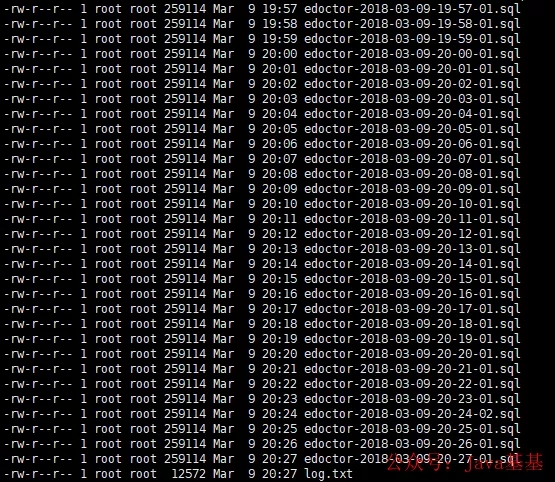 -rw-r--r-- 1 root root 259114 Mar  9 19:57 edoctor-2018-03-09-19-57-01.sql
-rw-r--r-- 1 root root 259114 Mar  9 19:58 edoctor-2018-03-09-19-58-01.sql
-rw-r--r-- 1 root root 259114 Mar  9 19:59 edoctor-2018-03-09-19-59-01.sql
-rw-r--r-- 1 root root 259114 Mar  9 20:00 edoctor-2018-03-09-20-00-01.sql
-rw-r--r-- 1 root root 259114 Mar  9 20:01 edoctor-2018-03-09-20-01-01.sql
-rw-r--r-- 1 root root 259114 Mar  9 20:02 edoctor-2018-03-09-20-02-01.sql
-rw-r--r-- 1 root root 259114 Mar  9 20:03 edoctor-2018-03-09-20-03-01.sql
-rw-r--r-- 1 root root 259114 Mar  9 20:04 edoctor-2018-03-09-20-04-01.sql
-rw-r--r-- 1 root root 259114 Mar  9 20:05 edoctor-2018-03-09-20-05-01.sql
-rw-r--r-- 1 root root 259114 Mar  9 20:06 edoctor-2018-03-09-20-06-01.sql
-rw-r--r-- 1 root root 259114 Mar  9 20:07 edoctor-2018-03-09-20-07-01.sql
-rw-r--r-- 1 root root 259114 Mar  9 20:08 edoctor-2018-03-09-20-08-01.sql
-rw-r--r-- 1 root root 259114 Mar  9 20:09 edoctor-2018-03-09-20-09-01.sql
-rw-r--r-- 1 root root 259114 Mar  9 20:10 edoctor-2018-03-09-20-10-01.sql
-rw-r--r-- 1 root root 259114 Mar  9 20:11 edoctor-2018-03-09-20-11-01.sql
-rw-r--r-- 1 root root 259114 Mar  9 20:12 edoctor-2018-03-09-20-12-01.sql
-rw-r--r-- 1 root root 259114 Mar  9 20:13 edoctor-2018-03-09-20-13-01.sql
-rw-r--r-- 1 root root 259114 Mar  9 20:14 edoctor-2018-03-09-20-14-01.sql
-rw-r--r-- 1 root root 259114 Mar  9 20:15 edoctor-2018-03-09-20-15-01.sql
-rw-r--r-- 1 root root 259114 Mar  9 20:16 edoctor-2018-03-09-20-16-01.sql
-rw-r--r-- 1 root root 259114 Mar  9 20:17 edoctor-2018-03-09-20-17-01.sql
-rw-r--r-- 1 root root 259114 Mar  9 20:18 edoctor-2018-03-09-20-18-01.sql
-rw-r--r-- 1 root root 259114 Mar  9 20:19 edoctor-2018-03-09-20-19-01.sql
-rw-r--r-- 1 root root 259114 Mar  9 20:20 edoctor-2018-03-09-20-20-01.sql
-rw-r--r-- 1 root root 259114 Mar  9 20:21 edoctor-2018-03-09-20-21-01.sql
-rw-r--r-- 1 root root 259114 Mar  9 20:22 edoctor-2018-03-09-20-22-01.sql
-rw-r--r-- 1 root root 259114 Mar  9 20:23 edoctor-2018-03-09-20-23-01.sql
-rw-r--r-- 1 root root 259114 Mar  9 20:24 edoctor-2018-03-09-20-24-02.sql
-rw-r--r-- 1 root root 259114 Mar  9 20:25 edoctor-2018-03-09-20-25-01.sql
-rw-r--r-- 1 root root 259114 Mar  9 20:26 edoctor-2018-03-09-20-26-01.sql
-rw-r--r-- 1 root root 259114 Mar  9 20:27 edoctor-2018-03-09-20-27-01.sql
-rw-r--r-- 1 root root  12572 Mar  9 20:27 log.txt
公众号：java基基